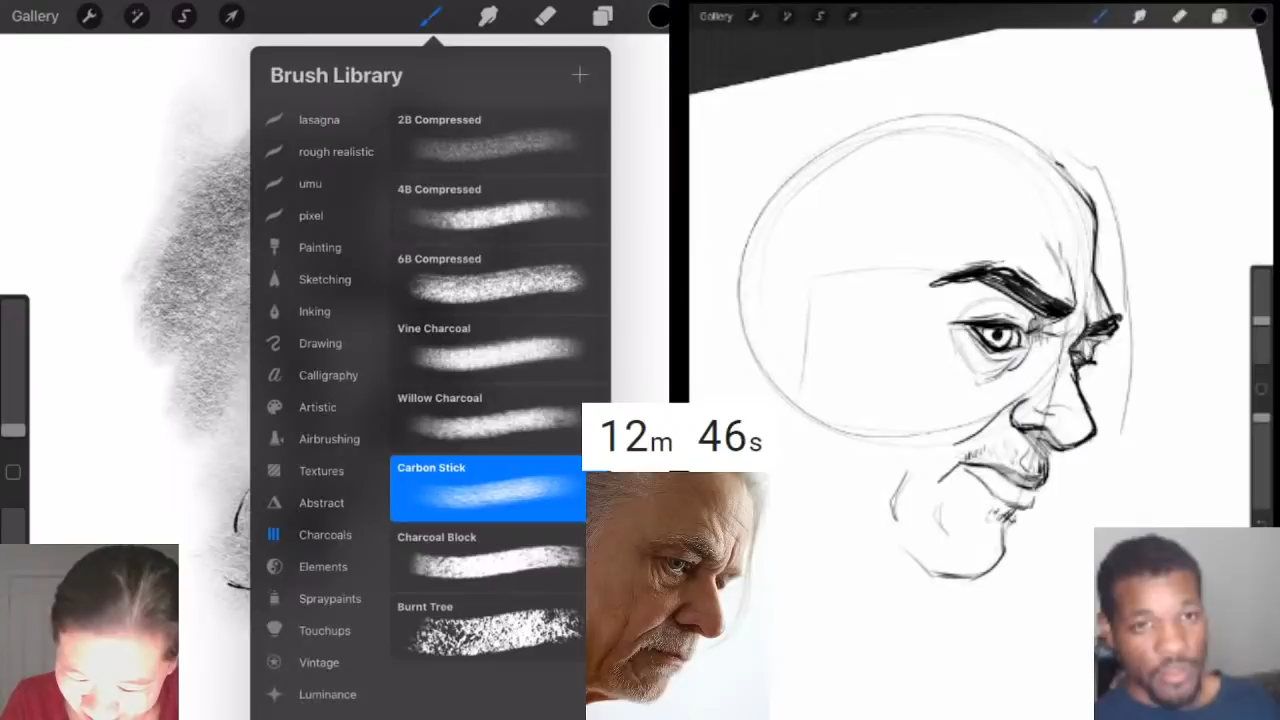 Gallery
Brush Library
lasagna
rough realistic
umu
pixel
Painting
Sketching
Inking
Drawing
Calligraphy
Artistic
Airbrushing
Textures
Abstract
Charcoals
Elements
Spraypaints
Touchups
Vintage
Luminance
2B Compressed
4B Compressed
6B Compressed
Vine Charcoal
Willow Charcoal
Carbon Stick
Charcoal Block
Burnt Tree
12m 46s
Gallery